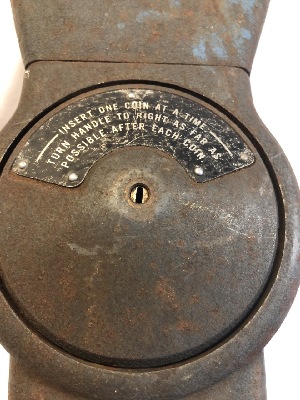 INSERT ONE COIN AT A TIME
TURN HANDLE TO RIGHT AS FAR AS
POSSIBLE AFTER EACH COIN